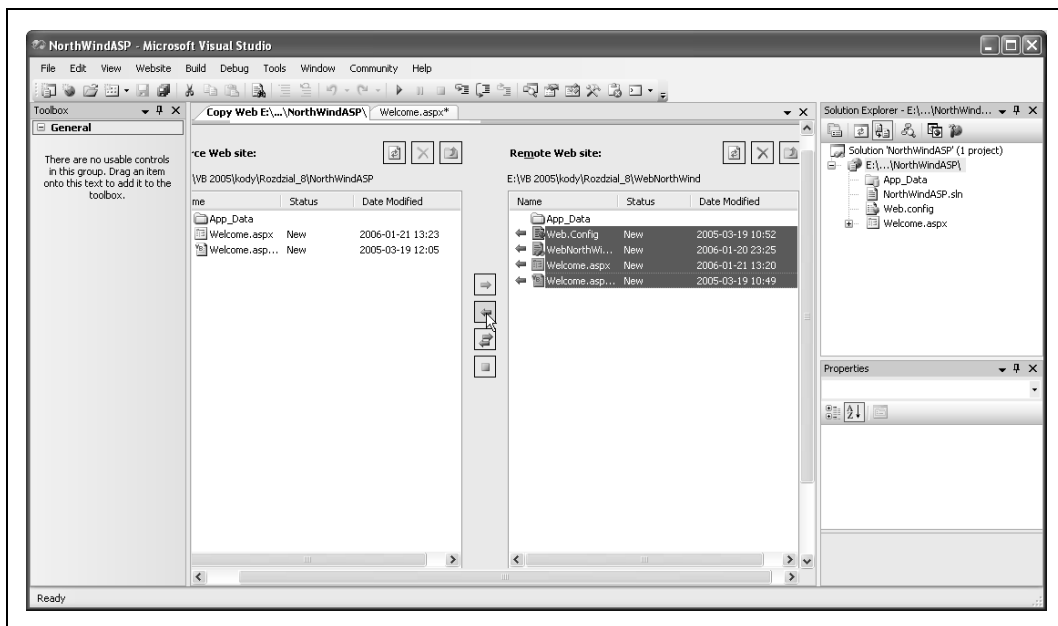 NorthWindASP - Microsoft Visual Studio
File Edit View Website Build Debug Tools Window Community Help
Toolbox
General
There are no usable controls
in this group. Drag an item
onto this text to add it to the
toolbox.
Copy Web E:\...\NorthWindASP\ Welcome.aspx*
rce Web site:
\VB 2005\kody\Rozdzial_8\NorthWindASP
me Status Date Modified
App_Data
Welcome.aspx New 2006-01-21 13:23
Welcome.asp... New 2005-03-19 12:05
Remote Web site:
E:\VB 2005\kody\Rozdzial_8\WebNorthWind
Name Status Date Modified
App_Data
Web.Config New 2005-03-19 10:52
WebNorthWi... New 2006-01-20 23:25
Welcome.aspx New 2006-01-21 13:20
Welcome.asp... New 2005-03-19 10:49
Solution Explorer - E:\...\NorthWind...
Solution 'NorthWindASP' (1 project)
E:\...\NorthWindASP\
App_Data
NorthWindASP.sln
Web.config
Welcome.aspx
Properties
Ready